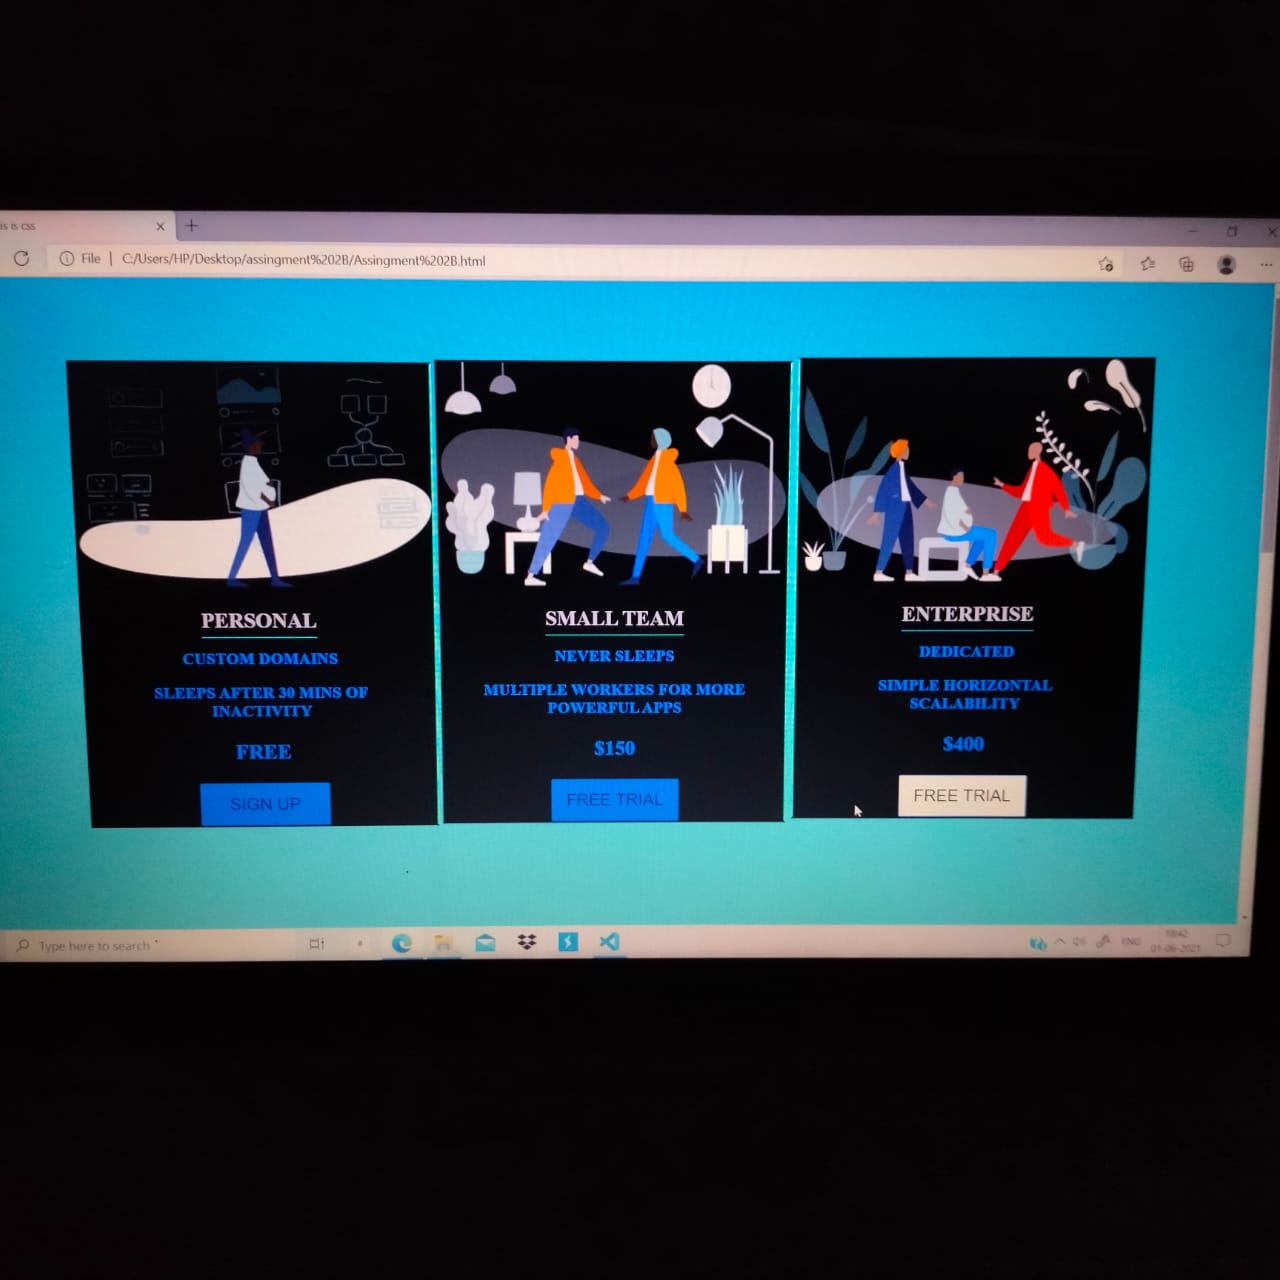 is is css
File | C:/Users/HP/Desktop/assingment%202B/Assingment%202B.html
PERSONAL
CUSTOM DOMAINS
SLEEPS AFTER 30 MINS OF
INACTIVITY
FREE
SIGN UP
SMALL TEAM
NEVER SLEEPS
MULTIPLE WORKERS FOR MORE
POWERFUL APPS
$150
FREE TRIAL
ENTERPRISE
DEDICATED
SIMPLE HORIZONTAL
SCALABILITY
$400
FREE TRIAL
Type here to search
ENG
18:42
01-06-2021